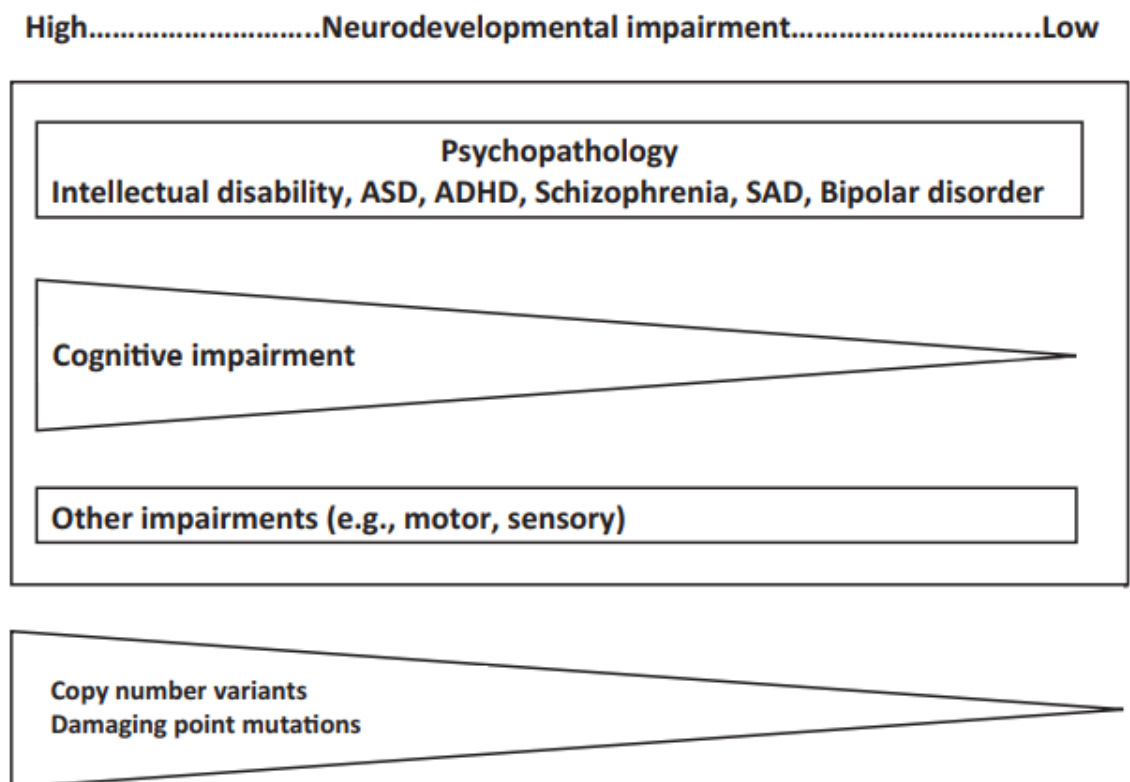 High..............................Neurodevelopmental impairment...............................Low
Psychopathology
Intellectual disability, ASD, ADHD, Schizophrenia, SAD, Bipolar disorder
Cognitive impairment
Other impairments (e.g., motor, sensory)
Copy number variants
Damaging point mutations